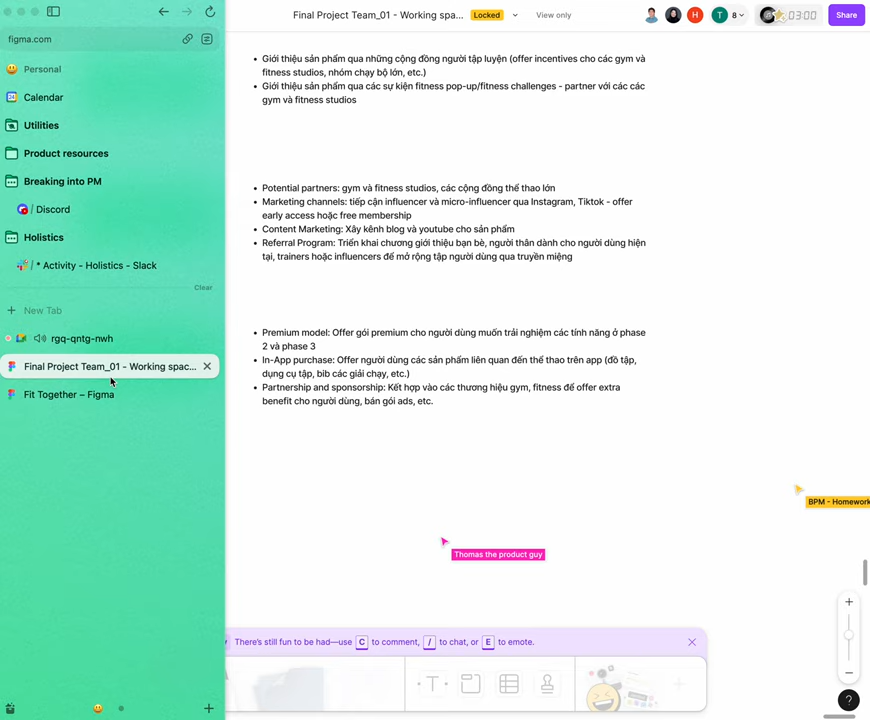 figma.com
Personal
Calendar
Utilities
Product resources
Breaking into PM
/ Discord
Holistics
/ * Activity - Holistics - Slack
Clear
New Tab
rgq-qntg-nwh
Final Project Team_01 - Working spac...
Fit Together – Figma
Final Project Team_01 - Working spa...
Locked
View only
H
T
8
03:00
Share
• Giới thiệu sản phẩm qua những cộng đồng người tập luyện (offer incentives cho các gym và
fitness studios, nhóm chạy bộ lớn, etc.)
• Giới thiệu sản phẩm qua các sự kiện fitness pop-up/fitness challenges - partner với các các
gym và fitness studios
• Potential partners: gym và fitness studios, các cộng đồng thể thao lớn
• Marketing channels: tiếp cận influencer và micro-influencer qua Instagram, Tiktok - offer
early access hoặc free membership
• Content Marketing: Xây kênh blog và youtube cho sản phẩm
• Referral Program: Triển khai chương giới thiệu bạn bè, người thân dành cho người dùng hiện
tại, trainers hoặc influencers để mở rộng tập người dùng qua truyền miệng
• Premium model: Offer gói premium cho người dùng muốn trải nghiệm các tính năng ở phase
2 và phase 3
• In-App purchase: Offer người dùng các sản phẩm liên quan đến thể thao trên app (đồ tập,
dụng cụ tập, bib các giải chạy, etc.)
• Partnership and sponsorship: Kết hợp vào các thương hiệu gym, fitness để offer extra
benefit cho người dùng, bán gói ads, etc.
BPM - Homework
Thomas the product guy
There's still fun to be had—use C to comment, / to chat, or E to emote.